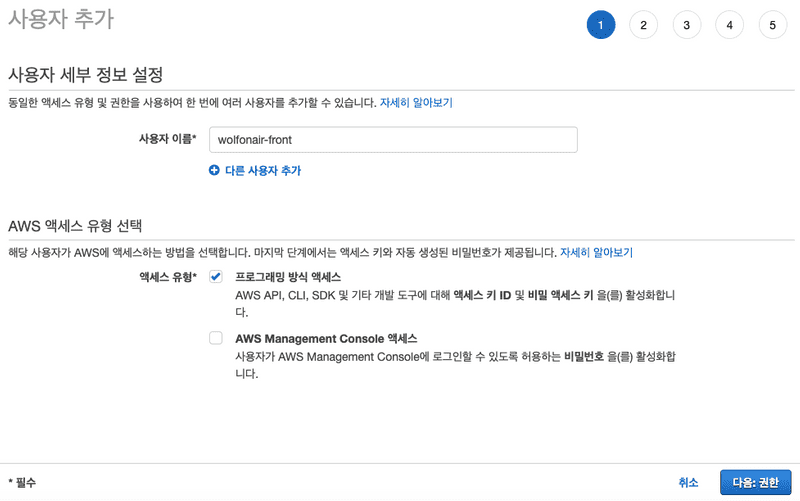 사용자 추가
1 2 3 4 5
사용자 세부 정보 설정
동일한 액세스 유형 및 권한을 사용하여 한 번에 여러 사용자를 추가할 수 있습니다. 자세히 알아보기
사용자 이름* wolfonair-front
다른 사용자 추가
AWS 액세스 유형 선택
해당 사용자가 AWS에 액세스하는 방법을 선택합니다. 마지막 단계에서는 액세스 키와 자동 생성된 비밀번호가 제공됩니다. 자세히 알아보기
액세스 유형* 프로그래밍 방식 액세스
AWS API, CLI, SDK 및 기타 개발 도구에 대해 액세스 키 ID 및 비밀 액세스 키 을(를) 활성화합니
다.
AWS Management Console 액세스
사용자가 AWS Management Console에 로그인할 수 있도록 허용하는 비밀번호 을(를) 활성화합
니다.
* 필수 취소 다음: 권한